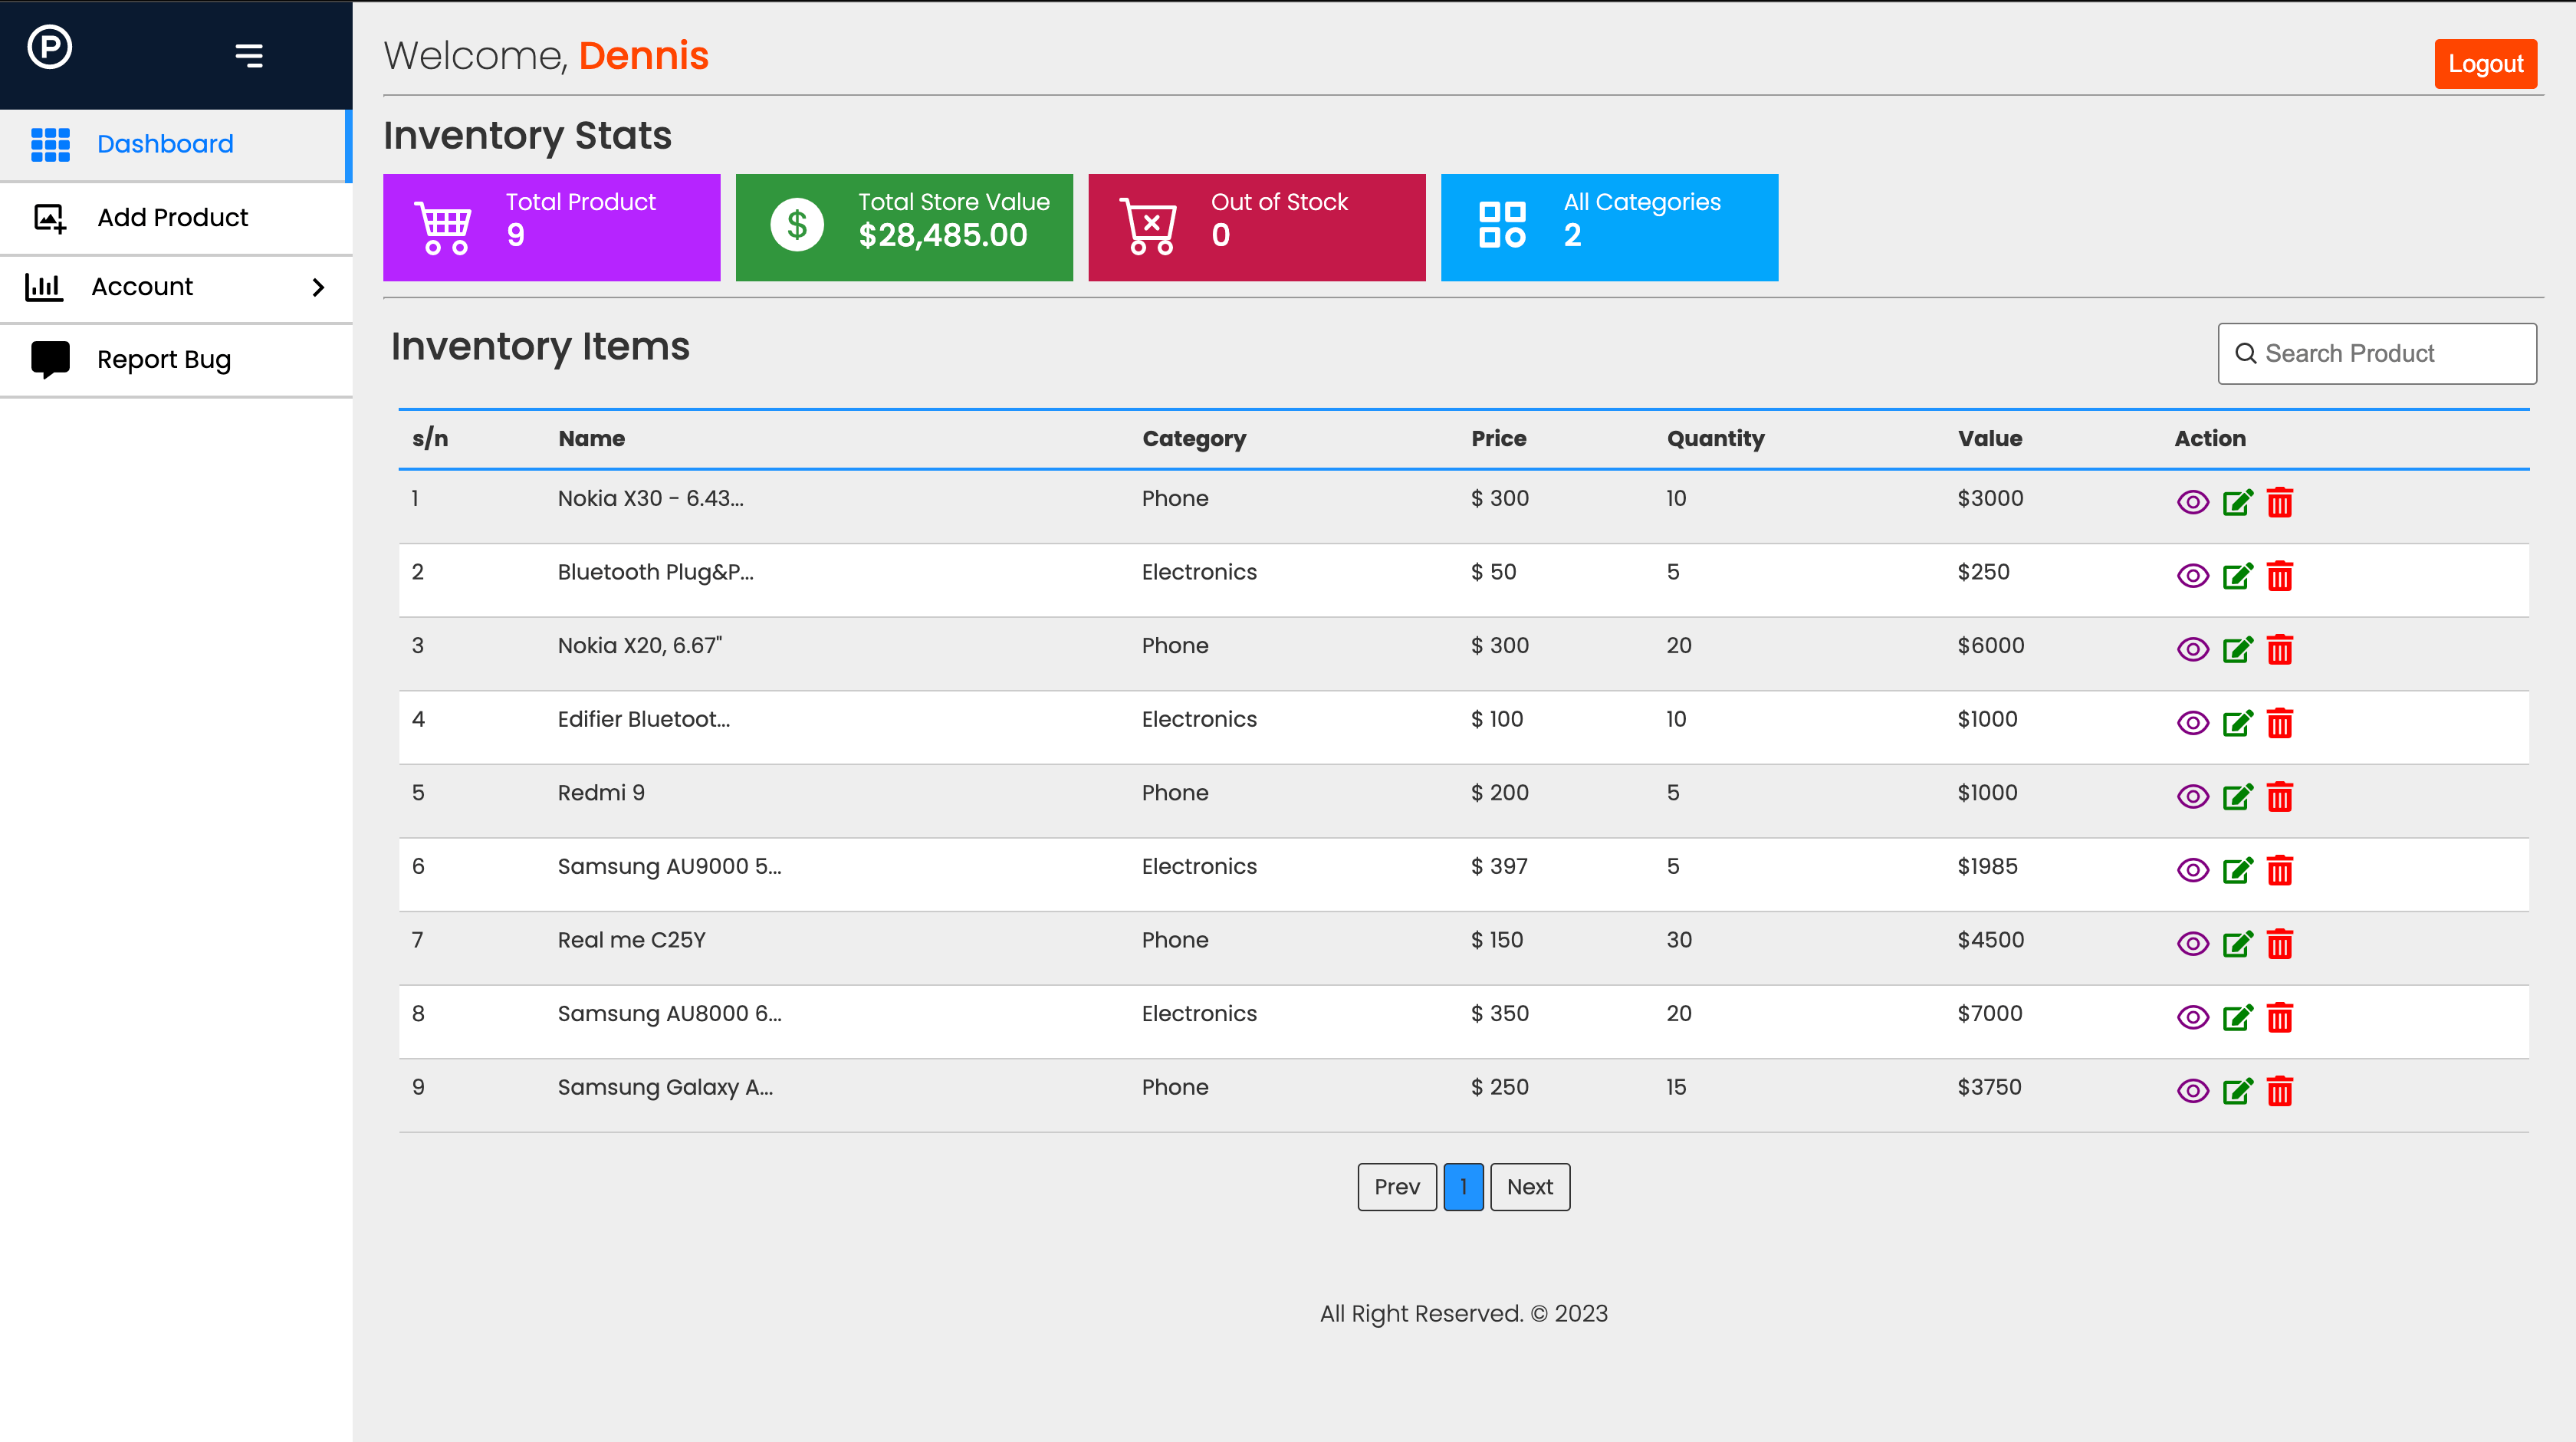 P
Welcome, Dennis
Logout
Dashboard
Add Product
Account
Report Bug
Inventory Stats
Total Product
9
$
Total Store Value
$28,485.00
Out of Stock
0
All Categories
2
Inventory Items
Search Product
s/n Name Category Price Quantity Value Action
1 Nokia X30 - 6.43... Phone $ 300 10 $3000
2 Bluetooth Plug&P... Electronics $ 50 5 $250
3 Nokia X20, 6.67" Phone $ 300 20 $6000
4 Edifier Bluetoot... Electronics $ 100 10 $1000
5 Redmi 9 Phone $ 200 5 $1000
6 Samsung AU9000 5... Electronics $ 397 5 $1985
7 Real me C25Y Phone $ 150 30 $4500
8 Samsung AU8000 6... Electronics $ 350 20 $7000
9 Samsung Galaxy A... Phone $ 250 15 $3750
Prev 1 Next
All Right Reserved. © 2023